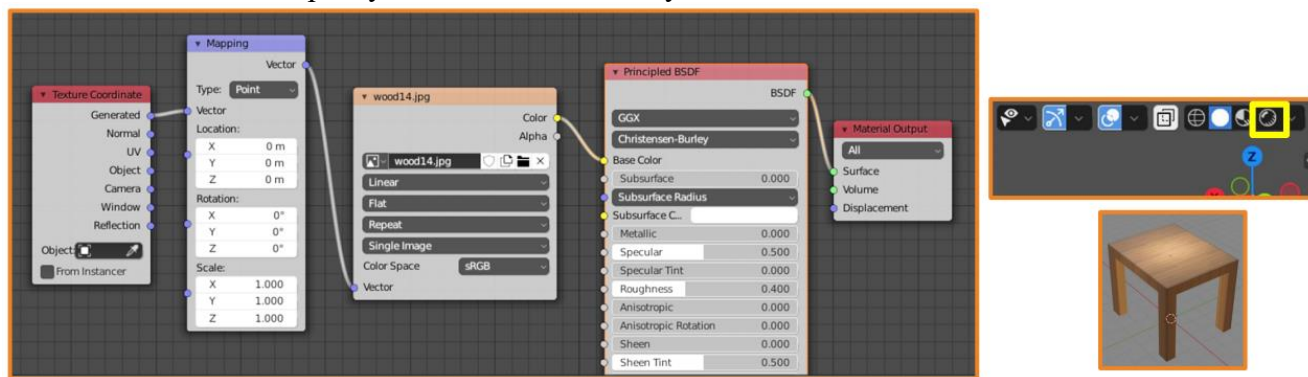 Texture Coordinate
Generated
Normal
UV
Object
Camera
Window
Reflection
Object:
From Instancer
Mapping
Vector
Type: Point
Vector
Location:
X 0 m
Y 0 m
Z 0 m
Rotation:
X 0°
Y 0°
Z 0°
Scale:
X 1.000
Y 1.000
Z 1.000
wood14.jpg
Color
Alpha
wood14.jpg
Linear
Flat
Repeat
Single Image
Color Space sRGB
Vector
Principled BSDF
BSDF
GGX
Christensen-Burley
Base Color
Subsurface 0.000
Subsurface Radius
Subsurface C...
Metallic 0.000
Specular 0.500
Specular Tint 0.000
Roughness 0.400
Anisotropic 0.000
Anisotropic Rotation 0.000
Sheen 0.000
Sheen Tint 0.500
Material Output
All
Surface
Volume
Displacement
Z